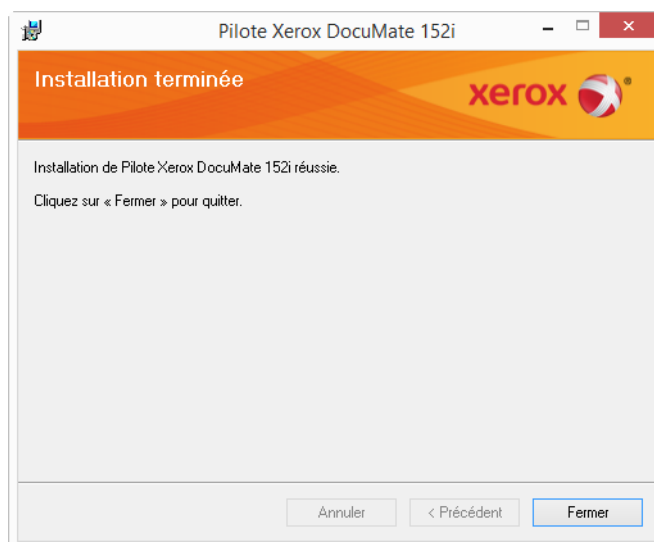 Pilote Xerox DocuMate 152i
Installation terminée
xerox ®
Installation de Pilote Xerox DocuMate 152i réussie.
Cliquez sur « Fermer » pour quitter.
Annuler
< Précédent
Fermer